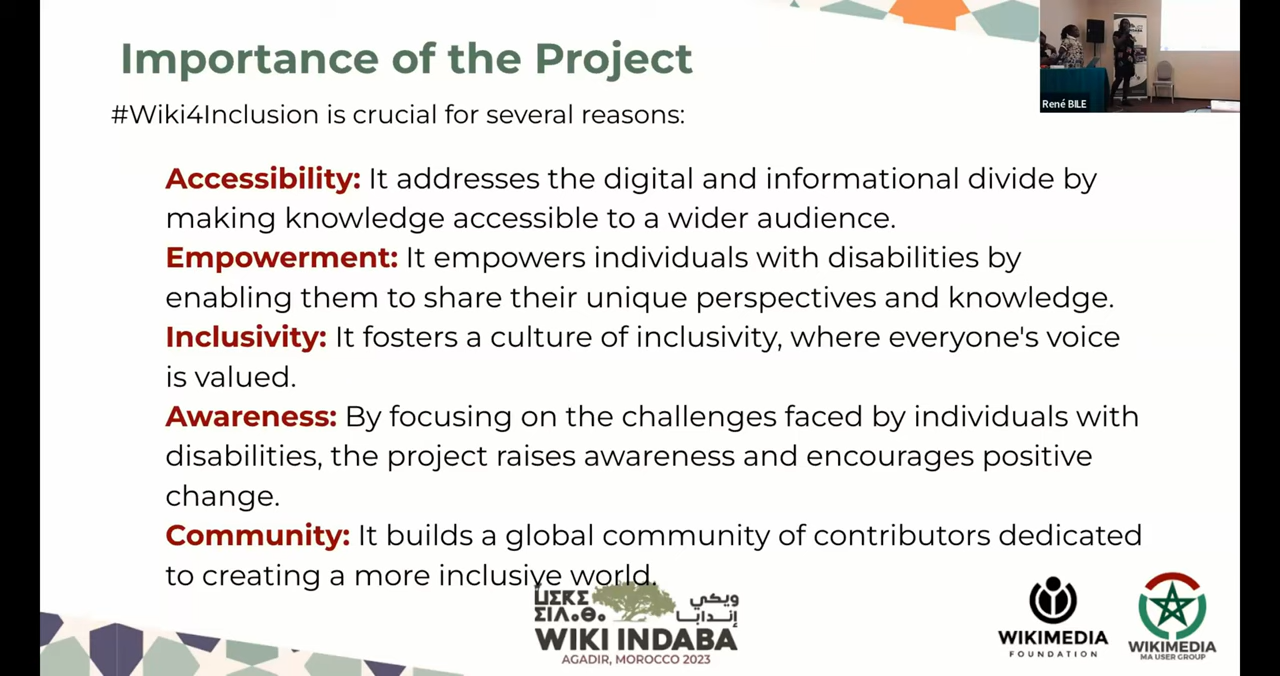 Importance of the Project
#Wiki4Inclusion is crucial for several reasons:
Accessibility: It addresses the digital and informational divide by
making knowledge accessible to a wider audience.
Empowerment: It empowers individuals with disabilities by
enabling them to share their unique perspectives and knowledge.
Inclusivity: It fosters a culture of inclusivity, where everyone's voice
is valued.
Awareness: By focusing on the challenges faced by individuals with
disabilities, the project raises awareness and encourages positive
change.
Community: It builds a global community of contributors dedicated
to creating a more inclusive world.
René BILE
ⵡⵉⴽⵉ ويكي
ⵉⵏⴷⴰⴱⴰ إندابا
WIKI INDABA
AGADIR, MOROCCO 2023
WIKIMEDIA
FOUNDATION
WIKIMEDIA
MA USER GROUP